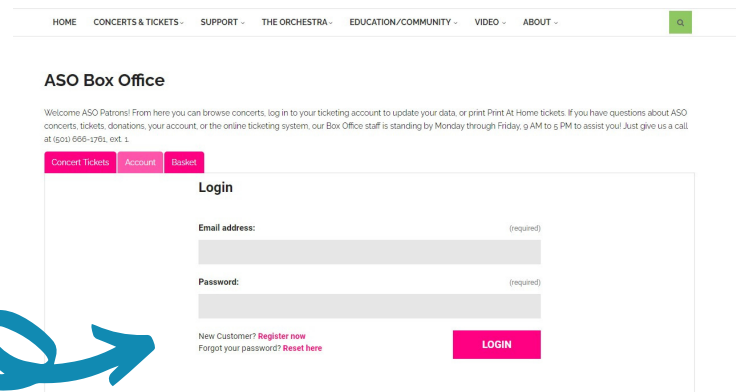 HOME CONCERTS & TICKETS SUPPORT THE ORCHESTRA EDUCATION/COMMUNITY VIDEO ABOUT
ASO Box Office
Welcome ASO Patrons! From here you can browse concerts, log in to your ticketing account to update your data, or print Print At Home tickets. If you have questions about ASO
concerts, tickets, donations, your account, or the online ticketing system, our Box Office staff is standing by Monday through Friday, 9 AM to 5 PM to assist you! Just give us a call
at (501) 666-1761, ext. 1.
Concert Tickets Account Basket
Login
Email address: (required)
Password: (required)
New Customer? Register now
Forgot your password? Reset here
LOGIN